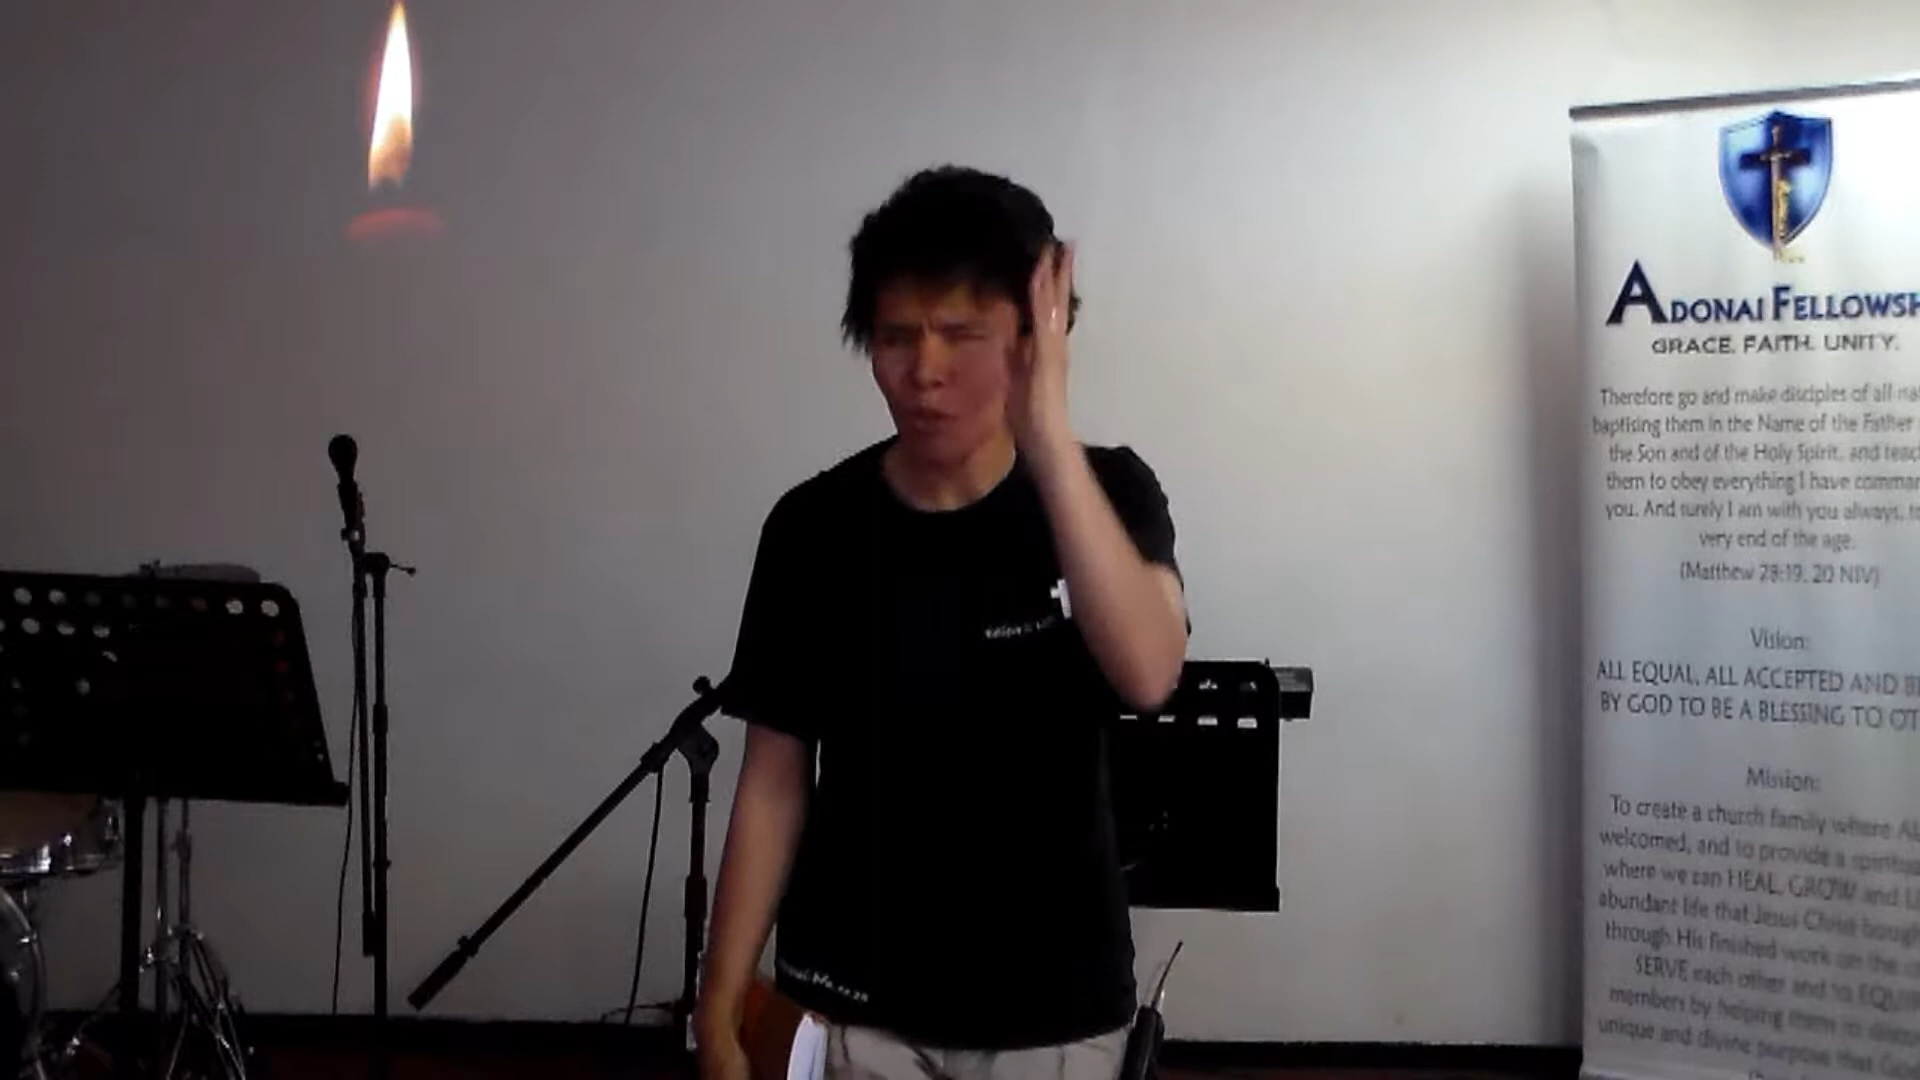 ADONAI FELLOWSH
GRACE. FAITH. UNITY.
Therefore go and make disciples of all na
baptising them in the Name of the Father
the Son and of the Holy Spirit, and teac
them to obey everything I have comman
you. And surely I am with you always, to
very end of the age.
(Matthew 28:19, 20 NIV)
Vision:
ALL EQUAL, ALL ACCEPTED AND B
BY GOD TO BE A BLESSING TO OT
Mission:
To create a church family where AL
welcomed, and to provide a spiritua
where we can HEAL, GROW and L
abundant life that Jesus Christ bough
through His finished work on the
SERVE each other and to EQU
members by helping them to
unique and divine purpose that Go